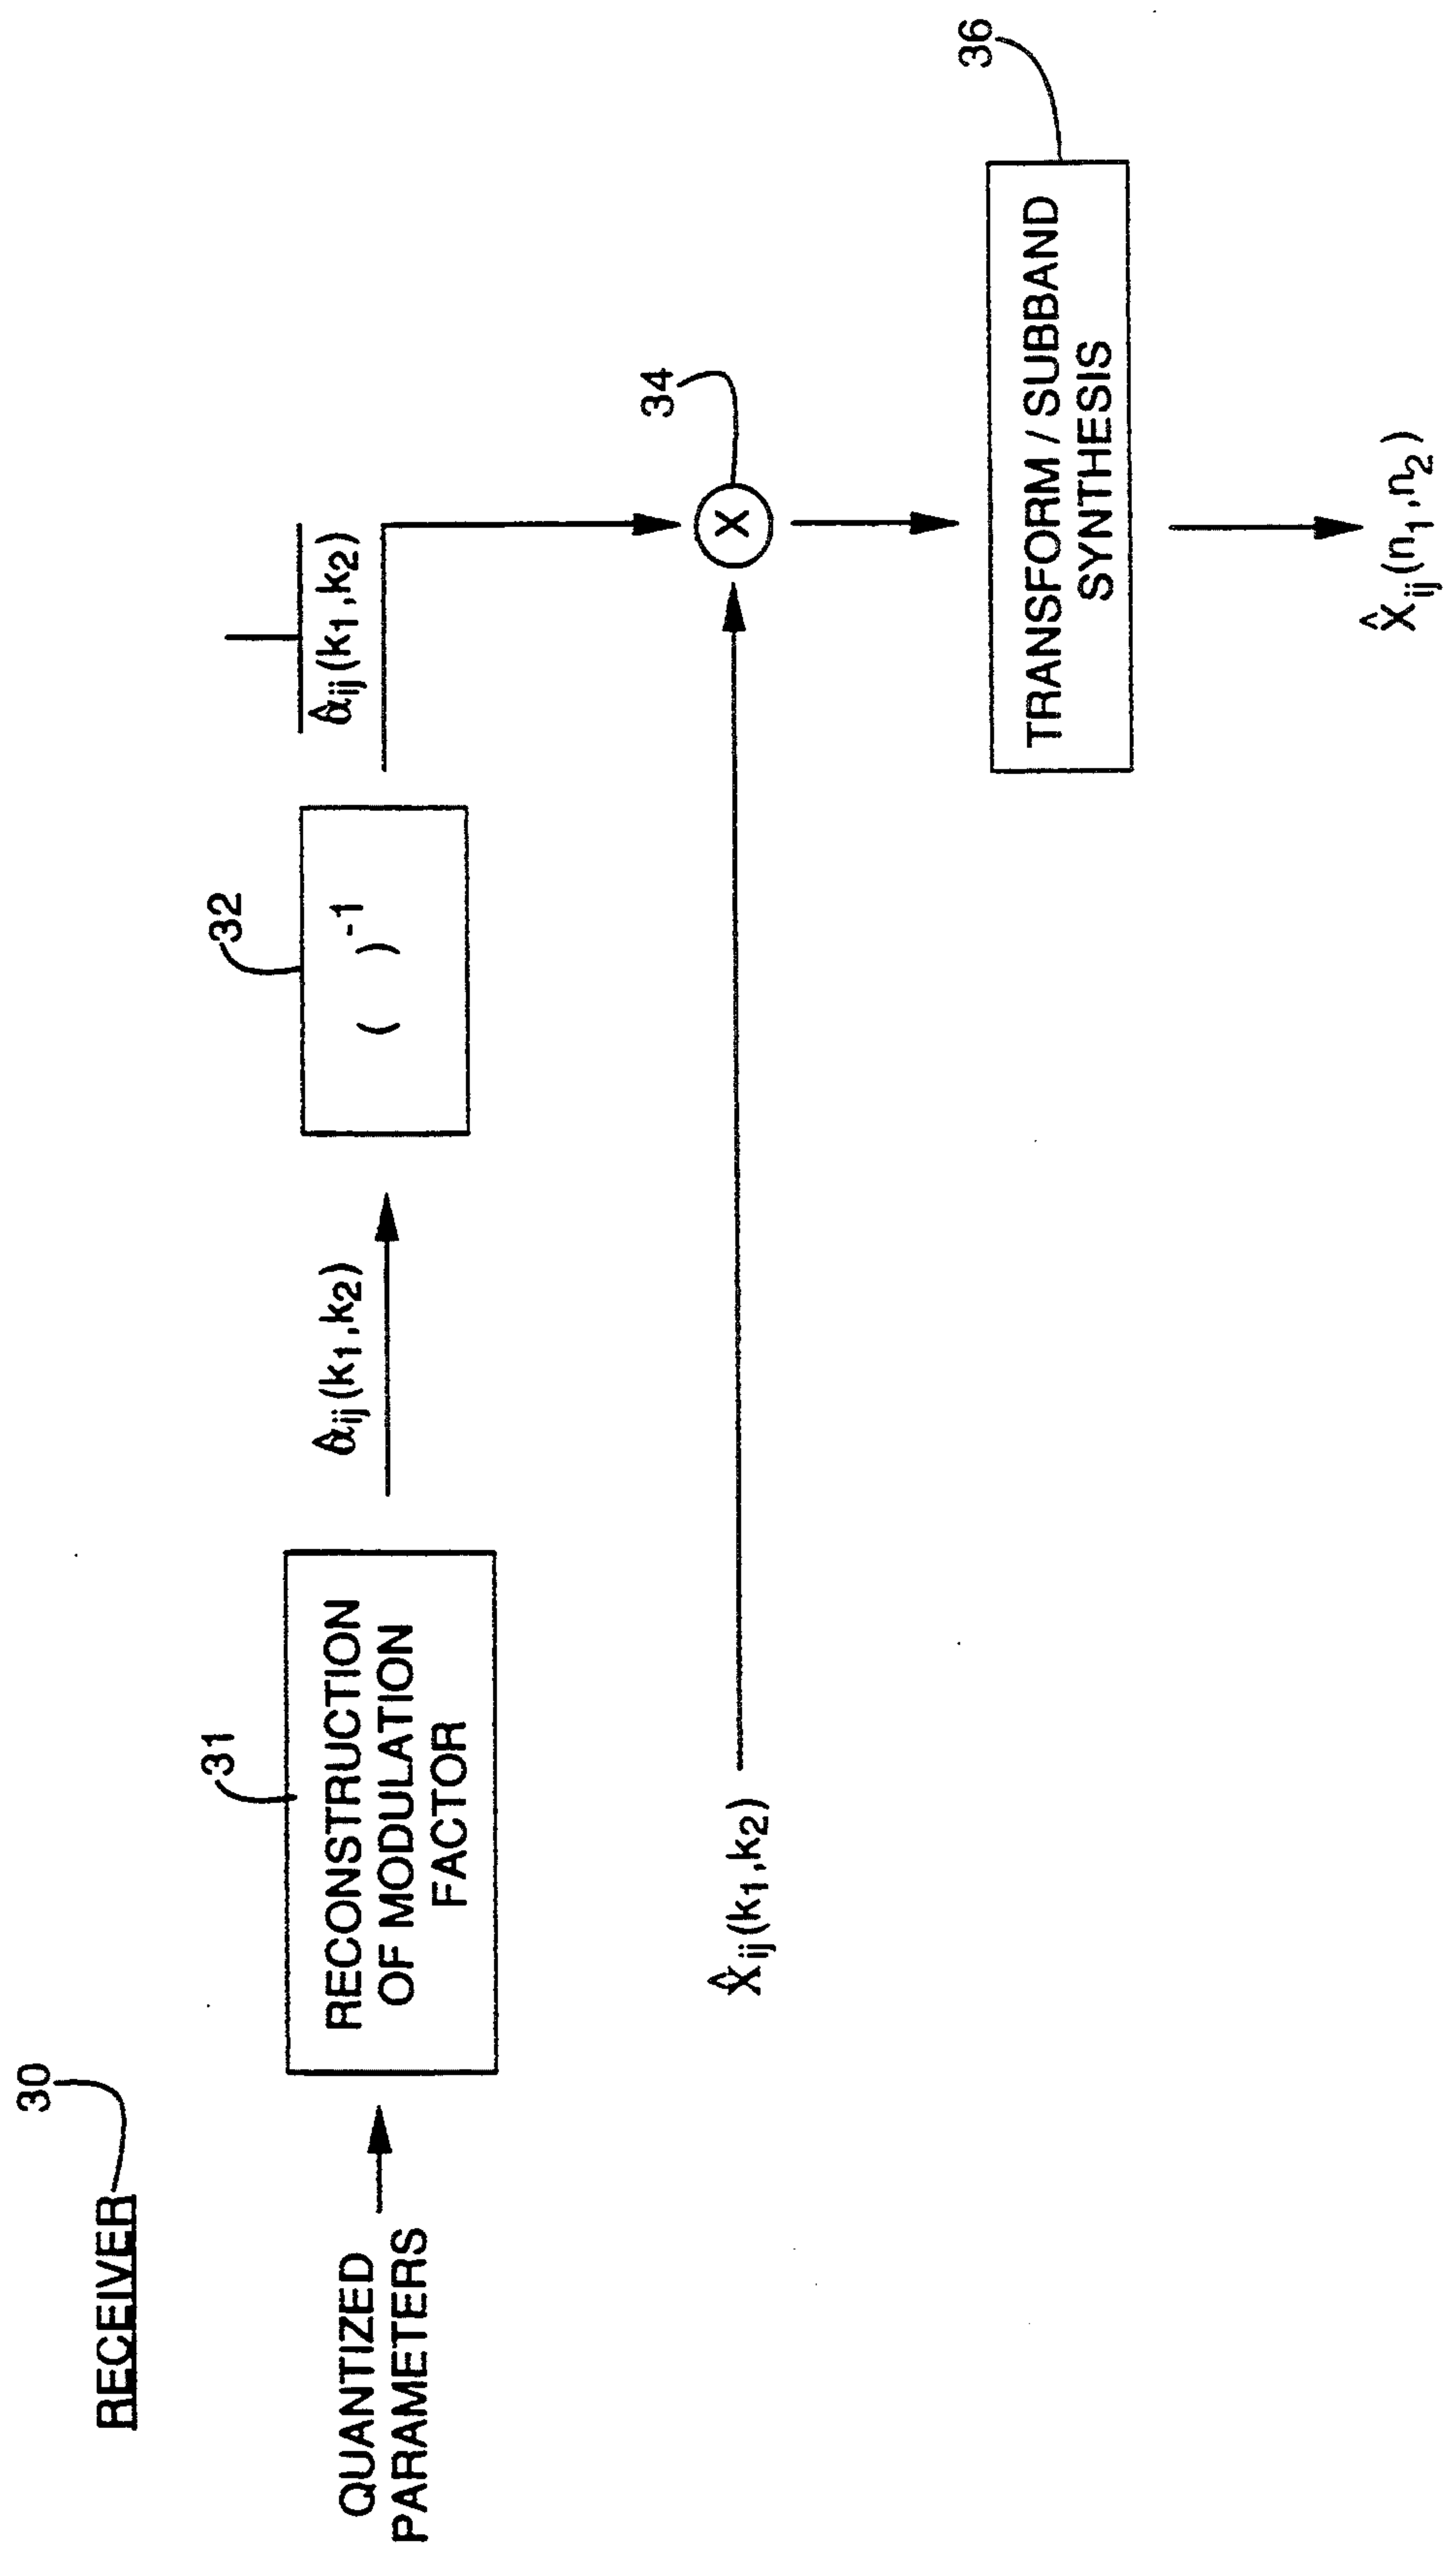 RECEIVER
30
QUANTIZED
PARAMETERS
31
RECONSTRUCTION
OF MODULATION
FACTOR
α̂ij(k1,k2)
32
( )-1
1
α̂ij(k1,k2)
X̂ij(k1,k2)
34
X
36
TRANSFORM / SUBBAND
SYNTHESIS
X̂ij(n1,n2)